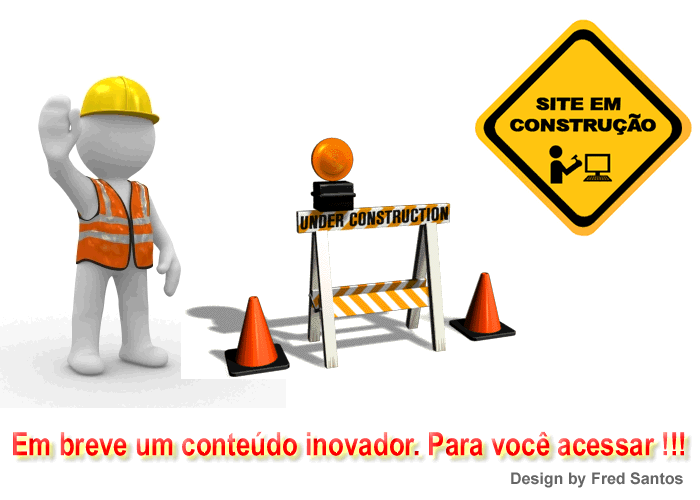 SITE EM
CONSTRUÇÃO
UNDER CONSTRUCTION
Em breve um conteúdo inovador. Para você acessar !!!
Design by Fred Santos